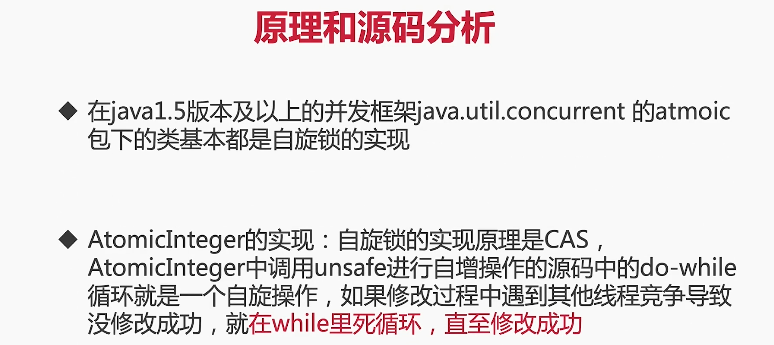 原理和源码分析
◆ 在java1.5版本及以上的并发框架java.util.concurrent 的atmoic
包下的类基本都是自旋锁的实现
◆ AtomicInteger的实现：自旋锁的实现原理是CAS，
AtomicInteger中调用unsafe进行自增操作的源码中的do-while
循环就是一个自旋操作，如果修改过程中遇到其他线程竞争导致
没修改成功，就在while里死循环，直至修改成功